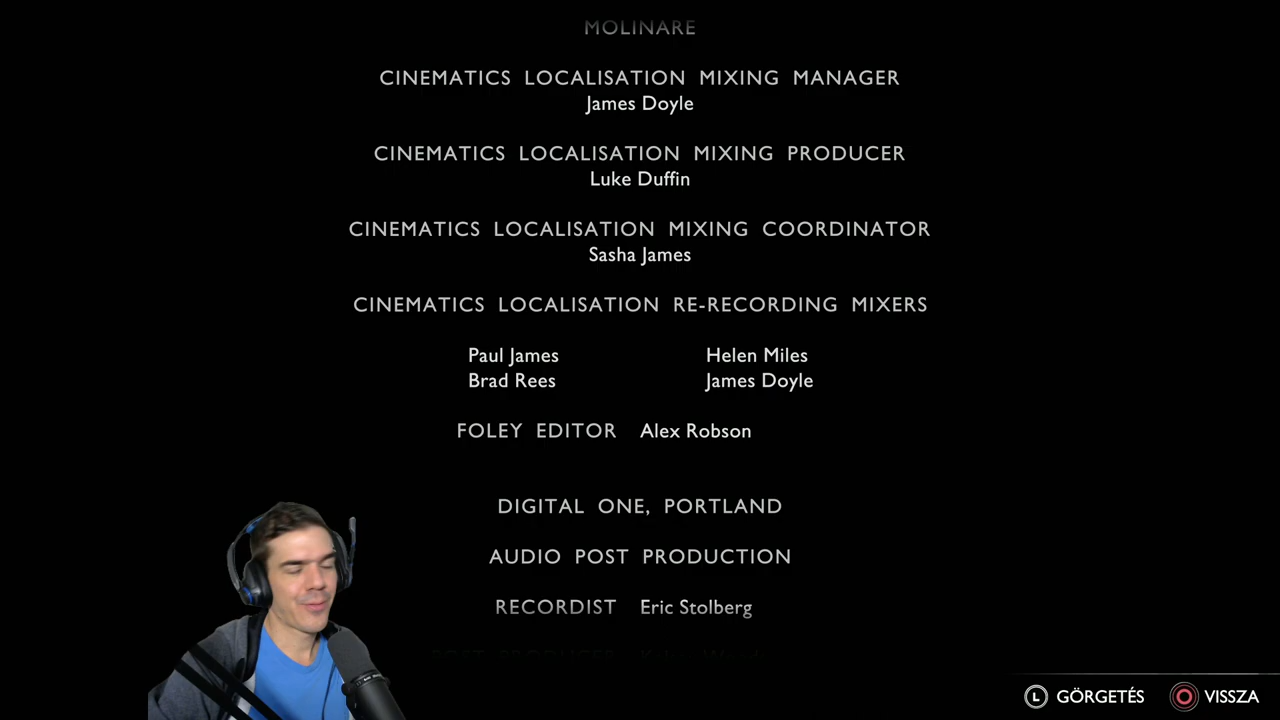 MOLINARE
CINEMATICS LOCALISATION MIXING MANAGER
James Doyle
CINEMATICS LOCALISATION MIXING PRODUCER
Luke Duffin
CINEMATICS LOCALISATION MIXING COORDINATOR
Sasha James
CINEMATICS LOCALISATION RE-RECORDING MIXERS
Paul James Helen Miles
Brad Rees James Doyle
FOLEY EDITOR Alex Robson
DIGITAL ONE, PORTLAND
AUDIO POST PRODUCTION
RECORDIST Eric Stolberg
POST PRODUCER
L GÖRGETÉS VISSZA